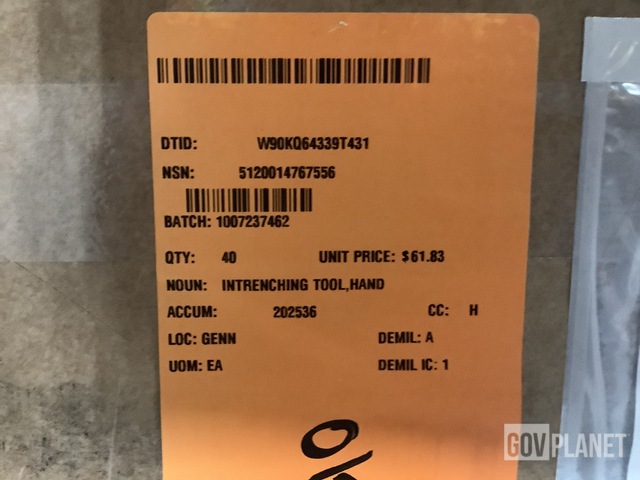 DTID: W90KQ64339T431
NSN: 5120014767556
BATCH: 1007237462
QTY: 40 UNIT PRICE: $61.83
NOUN: INTRENCHING TOOL,HAND
ACCUM: 202536 CC: H
LOC: GENN DEMIL: A
UOM: EA DEMIL IC: 1
GOVPLANET